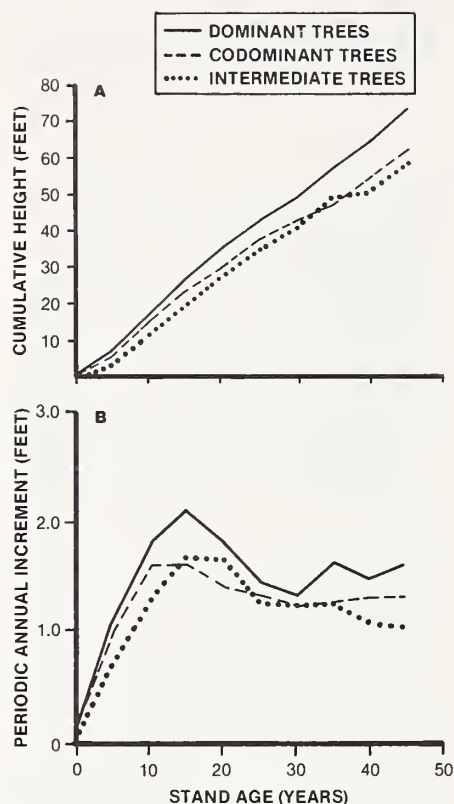 DOMINANT TREES
CODOMINANT TREES
INTERMEDIATE TREES
A
CUMULATIVE HEIGHT (FEET)
80
70
60
50
40
30
20
10
B
PERIODIC ANNUAL INCREMENT (FEET)
3.0
2.0
1.0
0
0 10 20 30 40 50
STAND AGE (YEARS)